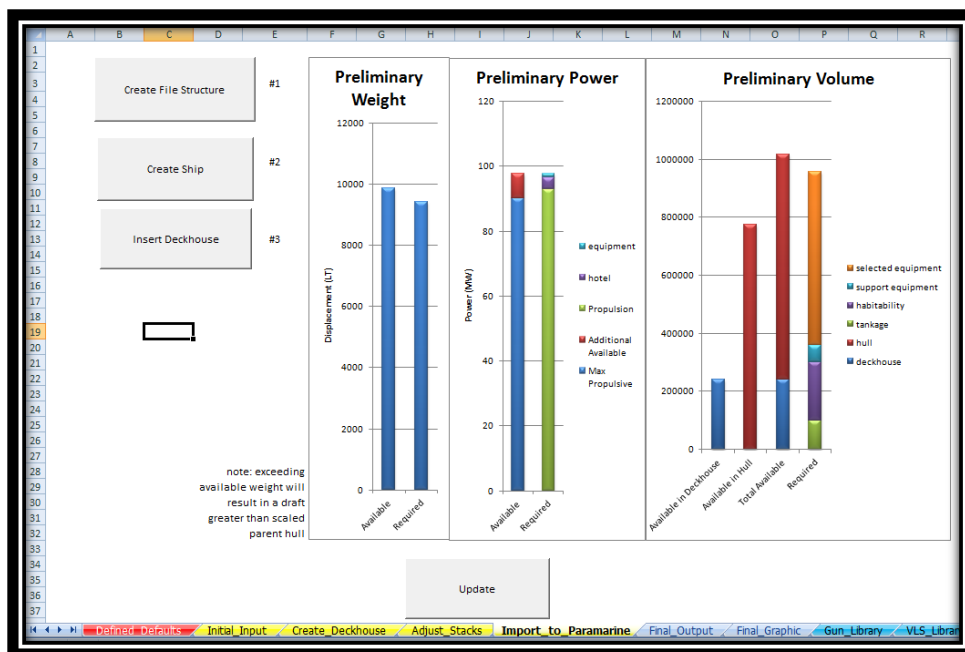 A B C D E F G H I J K L M N O P Q R
1
2
3
4
5
6
7
8
9
10
11
12
13
14
15
16
17
18
19
20
21
22
23
24
25
26
27
28
29
30
31
32
33
34
35
36
37
Create File Structure
#1
Create Ship
#2
Insert Deckhouse
#3
note: exceeding
available weight will
result in a draft
greater than scaled
parent hull
Preliminary
Weight
Displacement (LT)
12000
10000
8000
6000
4000
2000
0
Available
Required
Preliminary Power
Power (MW)
120
100
80
60
40
20
0
Available
Required
equipment
hotel
Propulsion
Additional
Available
Max
Propulsive
Preliminary Volume
1200000
1000000
800000
600000
400000
200000
0
Available in Deckhouse
Available in Hull
Total Available
Required
selected equipment
support equipment
habitability
tankage
hull
deckhouse
Update
Defined_Defaults Initial_Input Create_Deckhouse Adjust_Stacks Import_to_Paramarine Final_Output Final_Graphic Gun_Library VLS_Librar